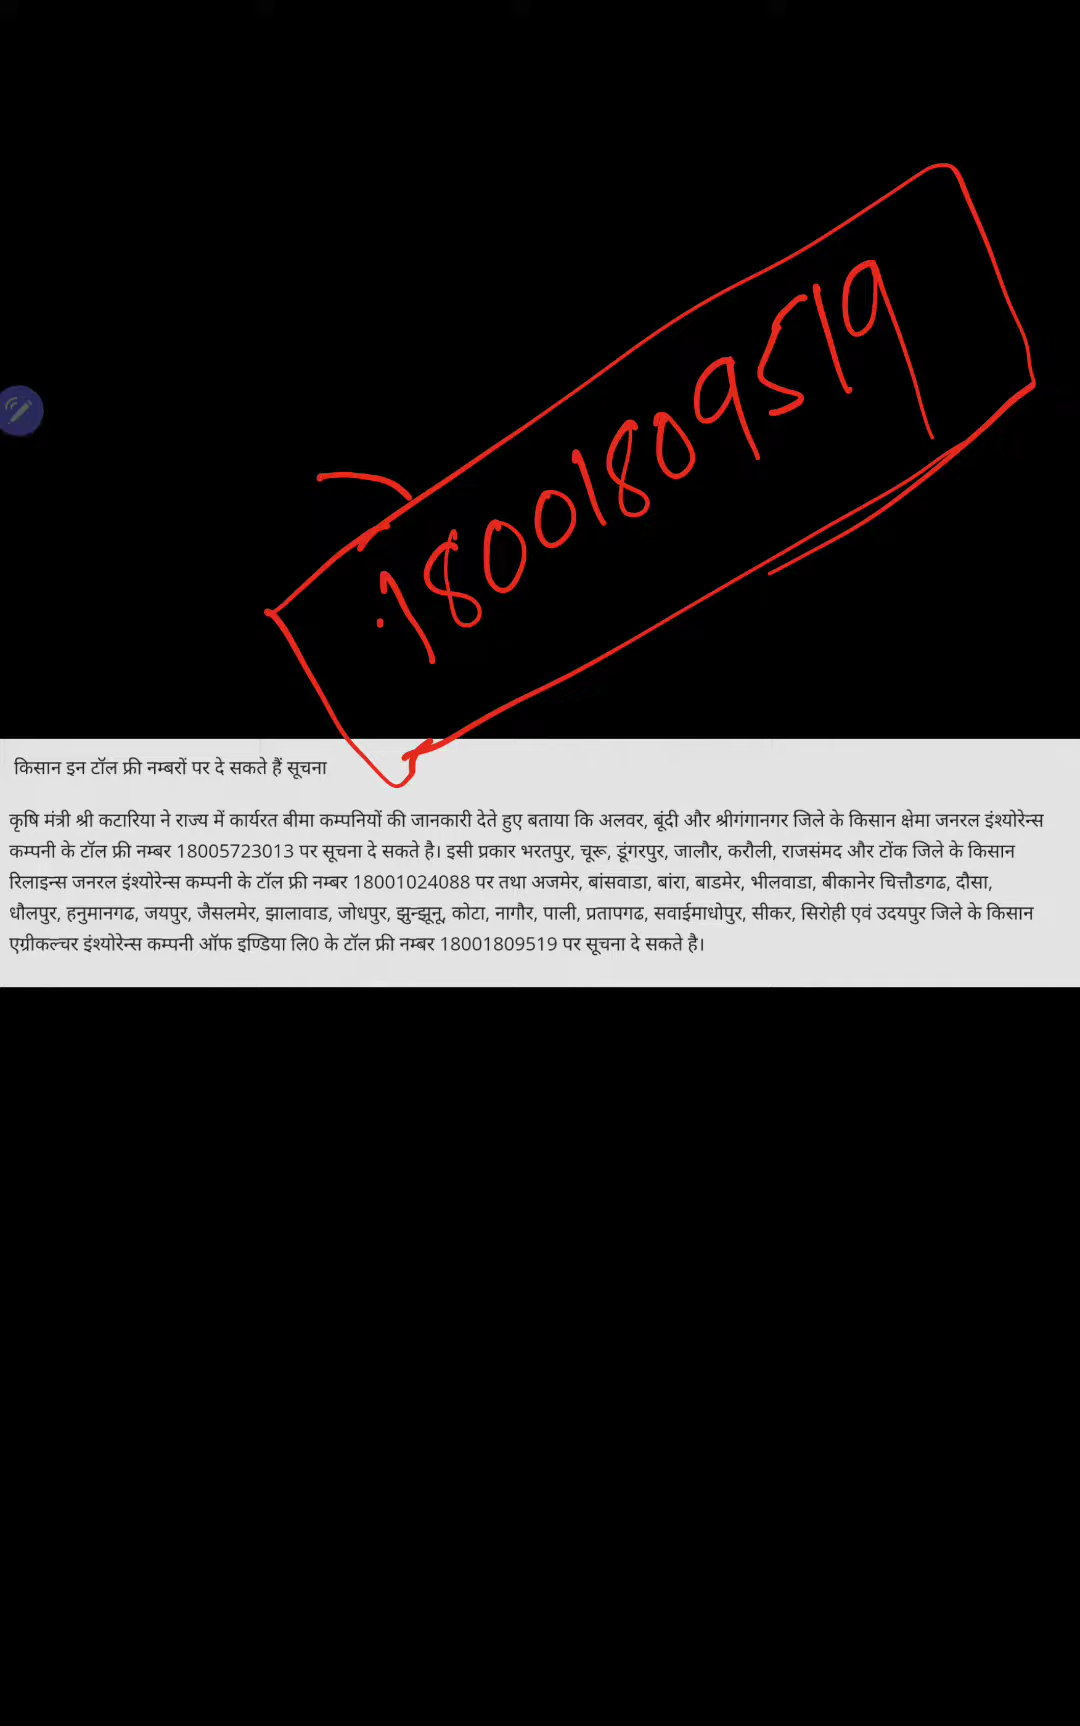 18001809519
किसान इन टॉल फ्री नम्बरों पर दे सकते हैं सूचना
कृषि मंत्री श्री कटारिया ने राज्य में कार्यरत बीमा कम्पनियों की जानकारी देते हुए बताया कि अलवर, बूंदी और श्रीगंगानगर जिले के किसान क्षेमा जनरल इंश्योरेन्स
कम्पनी के टॉल फ्री नम्बर 18005723013 पर सूचना दे सकते है। इसी प्रकार भरतपुर, चूरू, डूंगरपुर, जालौर, करौली, राजसंमद और टोंक जिले के किसान
रिलाइन्स जनरल इंश्योरेन्स कम्पनी के टॉल फ्री नम्बर 18001024088 पर तथा अजमेर, बांसवाडा, बांरा, बाडमेर, भीलवाडा, बीकानेर चित्तौडगढ, दौसा,
धौलपुर, हनुमानगढ, जयपुर, जैसलमेर, झालावाड, जोधपुर, झुन्झूनू, कोटा, नागौर, पाली, प्रतापगढ, सवाईमाधोपुर, सीकर, सिरोही एवं उदयपुर जिले के किसान
एग्रीकल्चर इंश्योरेन्स कम्पनी ऑफ इण्डिया लि0 के टॉल फ्री नम्बर 18001809519 पर सूचना दे सकते है।